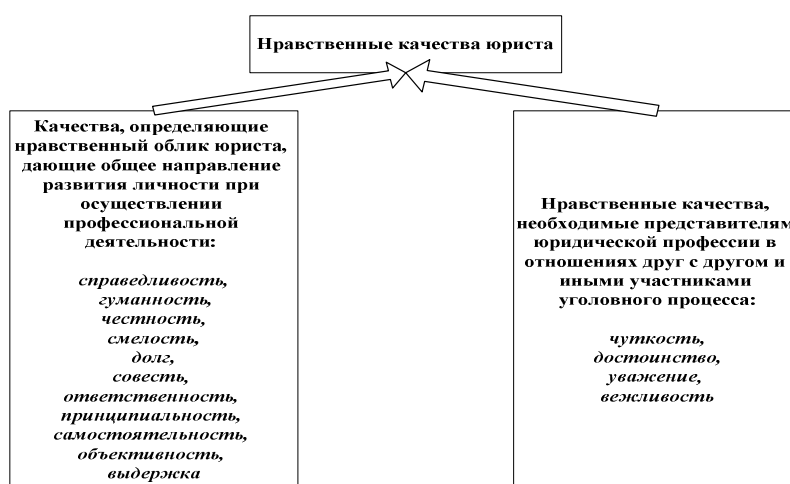 Нравственные качества юриста
Качества, определяющие
нравственный облик юриста,
дающие общее направление
развития личности при
осуществлении
профессиональной
деятельности:
справедливость,
гуманность,
честность,
смелость,
долг,
совесть,
ответственность,
принципиальность,
самостоятельность,
объективность,
выдержка
Нравственные качества,
необходимые представителям
юридической профессии в
отношениях друг с другом и
иными участниками
уголовного процесса:
чуткость,
достоинство,
уважение,
вежливость